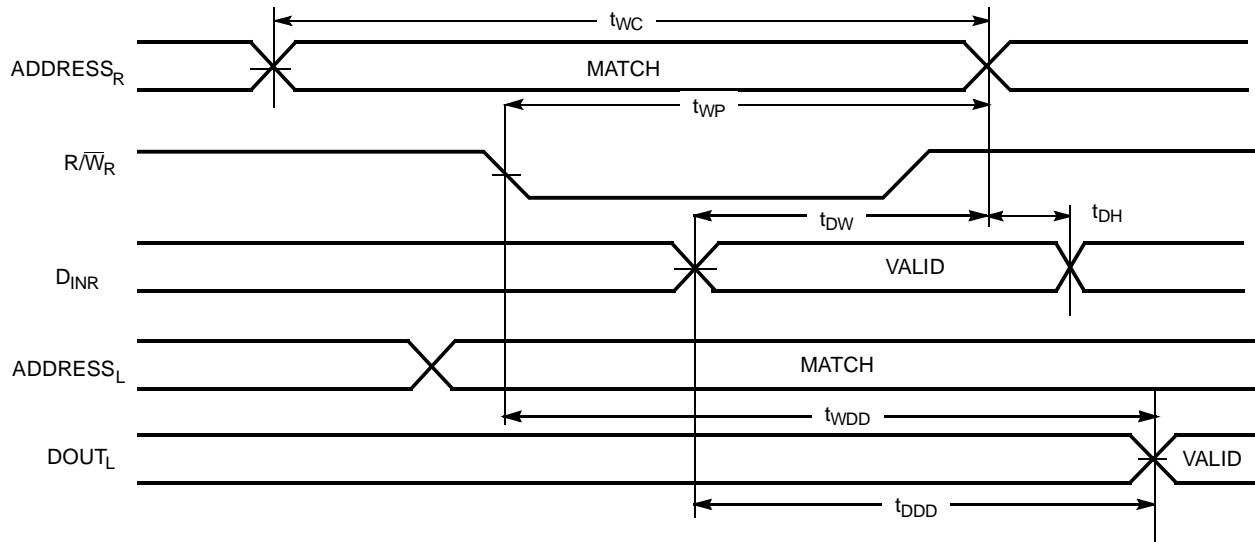 tWC
ADDRESSR
MATCH
tWP
R/W̅R
tDW
tDH
DINR
VALID
ADDRESSL
MATCH
tWDD
DOUTL
VALID
tDDD